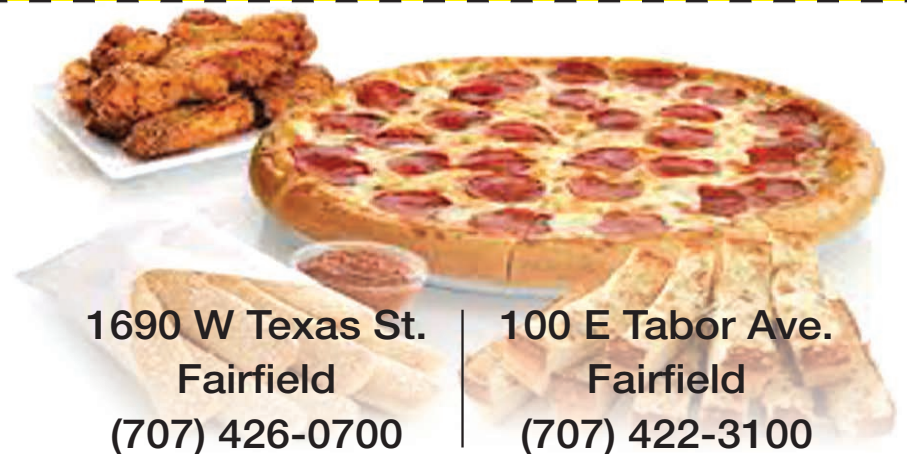 1690 W Texas St.
Fairfield
(707) 426-0700
100 E Tabor Ave.
Fairfield
(707) 422-3100